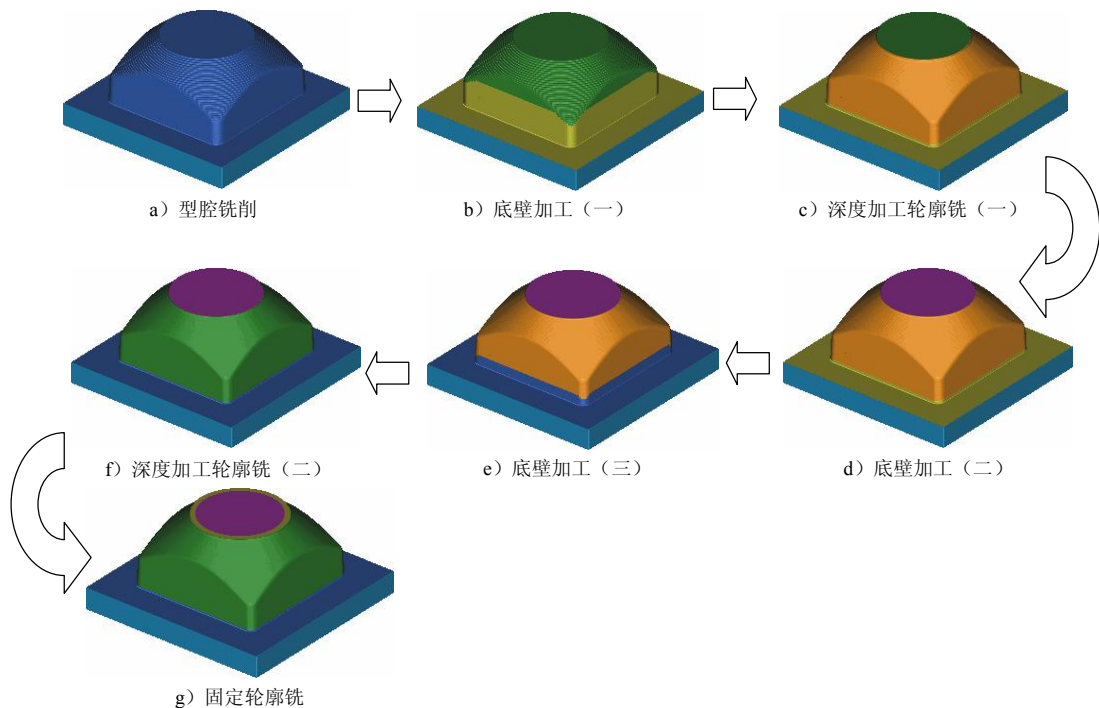 a）型腔铣削
b）底壁加工（一）
c）深度加工轮廓铣（一）
f）深度加工轮廓铣（二）
e）底壁加工（三）
d）底壁加工（二）
g）固定轮廓铣